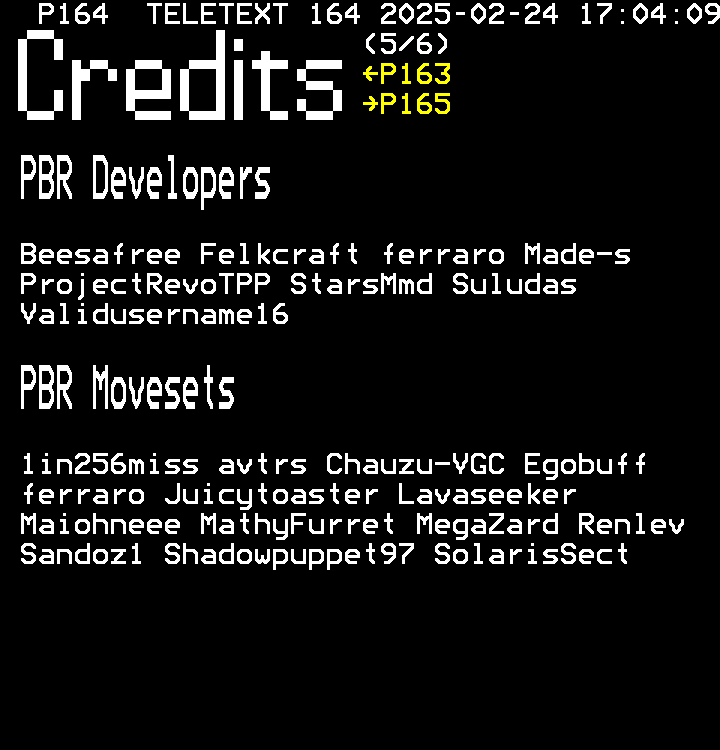 P164 TELETEXT 164 2025-02-24 17:04:09
Credits
(5/6)
←P163
→P165
PBR Developers
Beesafree Felkcraft ferraro Made-s
ProjectRevoTPP StarsMmd Suludas
Validusername16
PBR Movesets
1in256miss avtrs Chauzu-VGC Egobuff
ferraro Juicytoaster Lavaseeker
Maiohneee MathyFurret MegaZard Renlev
Sandoz1 Shadowpuppet97 SolarisSect